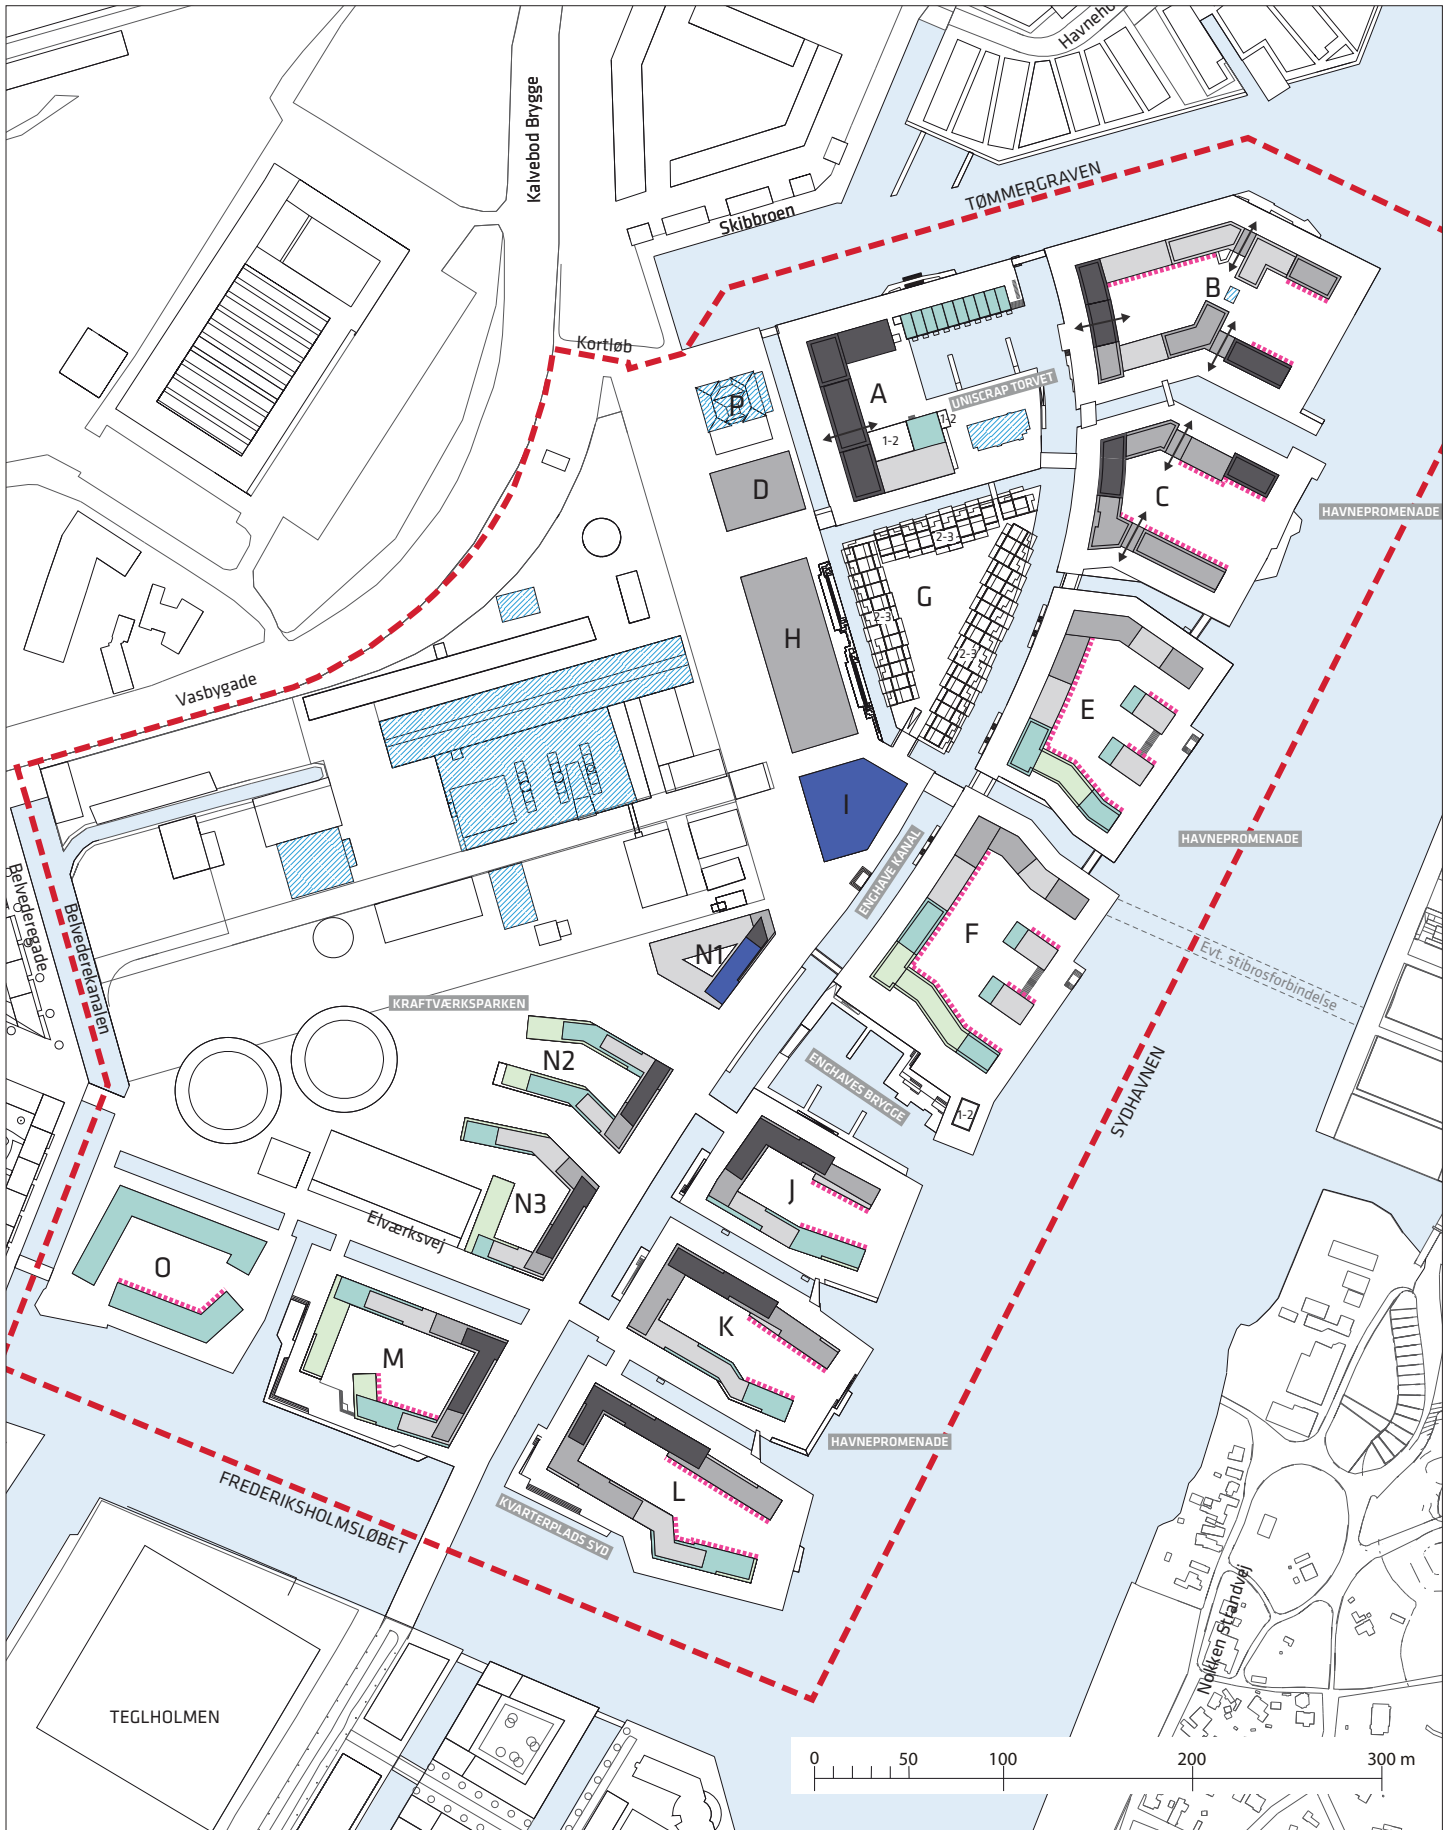 Havneho
Kalvebod Brygge
Skibbroen
TØMMERGRAVEN
Kortløb
B
P
A
UNISCRAP TORVET
1-2
1-2
D
C
HAVNEPROMENADE
2-3
G
2-3
H
2-3
Vasbygade
E
I
HAVNEPROMENADE
ENGHAVE KANAL
Belvederegade
Belvederekanalen
F
N1
Evt. stibrosforbindelse
KRAFTVÆRKSPARKEN
N2
ENGHAVES BRYGGE
1-2
SYDHAVNEN
J
N3
Elværksvej
O
K
M
HAVNEPROMENADE
L
FREDERIKSHOLMSLØBET
KVARTERPLADS SYD
Nokken Strandvej
TEGLHOLMEN
0 50 100 200 300 m